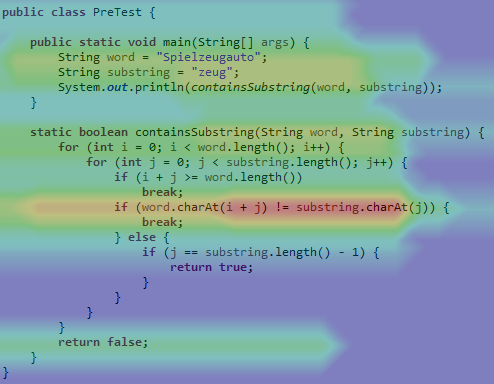 public class PreTest {
public static void main(String[] args) {
String word = "Spielzeugauto";
String substring = "zeug";
System.out.println(containsSubstring(word, substring));
}
static boolean containsSubstring(String word, String substring) {
for (int i = 0; i < word.length(); i++) {
for (int j = 0; j < substring.length(); j++) {
if (i + j >= word.length())
break;
if (word.charAt(i + j) != substring.charAt(j)) {
break;
} else {
if (j == substring.length() - 1) {
return true;
}
}
}
}
return false;
}
}